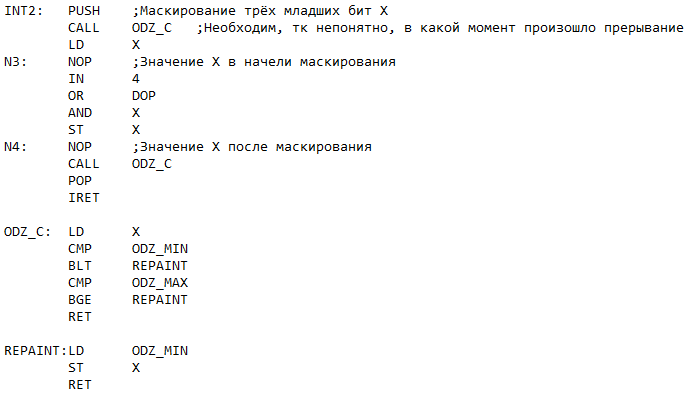 INT2:   PUSH    ;Маскирование трёх младших бит X
        CALL    ODZ_C   ;Необходим, тк непонятно, в какой момент произошло прерывание
        LD      X
N3:     NOP     ;Значение X в начели маскирования
        IN      4
        OR      DOP
        AND     X
        ST      X
N4:     NOP     ;Значение X после маскирования
        CALL    ODZ_C
        POP
        IRET

ODZ_C:  LD      X
        CMP     ODZ_MIN
        BLT     REPAINT
        CMP     ODZ_MAX
        BGE     REPAINT
        RET

REPAINT:LD      ODZ_MIN
        ST      X
        RET